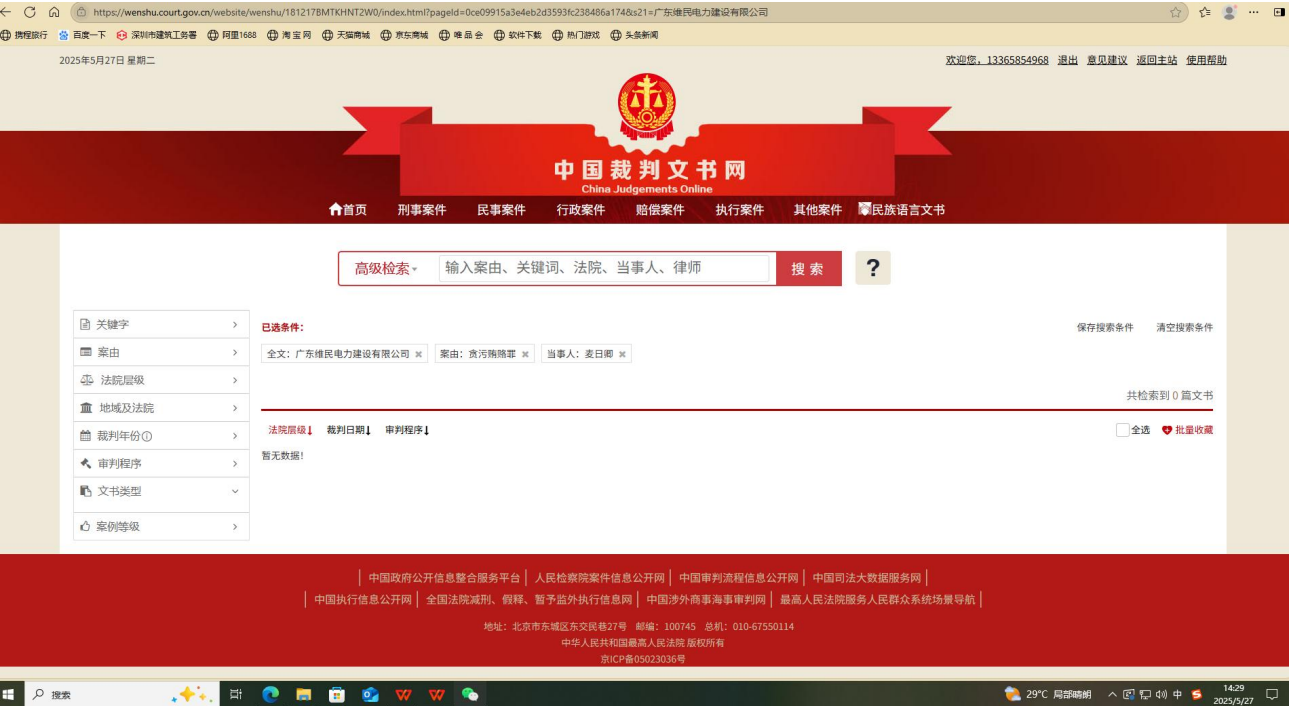 https://wenshu.court.gov.cn/website/wenshu/181217BMTKHNT2W0/index.html?pageId=0ce09915a3e4eb2d3593fc238486a174&s21=广东维民电力建设有限公司
携程旅行 百度一下 深圳市建筑工务署 阿里1688 淘宝网 天猫商城 京东商城 唯品会 软件下载 热门游戏 头条新闻
2025年5月27日 星期二
欢迎您，13365854968 退出 意见建议 返回主站 使用帮助
中国裁判文书网
China Judgements Online
首页 刑事案件 民事案件 行政案件 赔偿案件 执行案件 其他案件 民族语言文书
高级检索 输入案由、关键词、法院、当事人、律师 搜索 ?
关键字
案由
法院层级
地域及法院
裁判年份
审判程序
文书类型
案例等级
已选条件：
保存搜索条件 清空搜索条件
全文：广东维民电力建设有限公司 × 案由：贪污贿赂罪 × 当事人：麦日卿 ×
共检索到 0 篇文书
法院层级 裁判日期 审判程序
全选 批量收藏
暂无数据!
中国政府公开信息整合服务平台 | 人民检察院案件信息公开网 | 中国审判流程信息公开网 | 中国司法大数据服务网 |
中国执行信息公开网 | 全国法院减刑、假释、暂予监外执行信息网 | 中国涉外商事海事审判网 | 最高人民法院服务人民群众系统场景导航 |
地址：北京市东城区东交民巷27号 邮编：100745 总机：010-67550114
中华人民共和国最高人民法院 版权所有
京ICP备05023036号
搜索
29°C 局部晴朗 中 14:29
2025/5/27